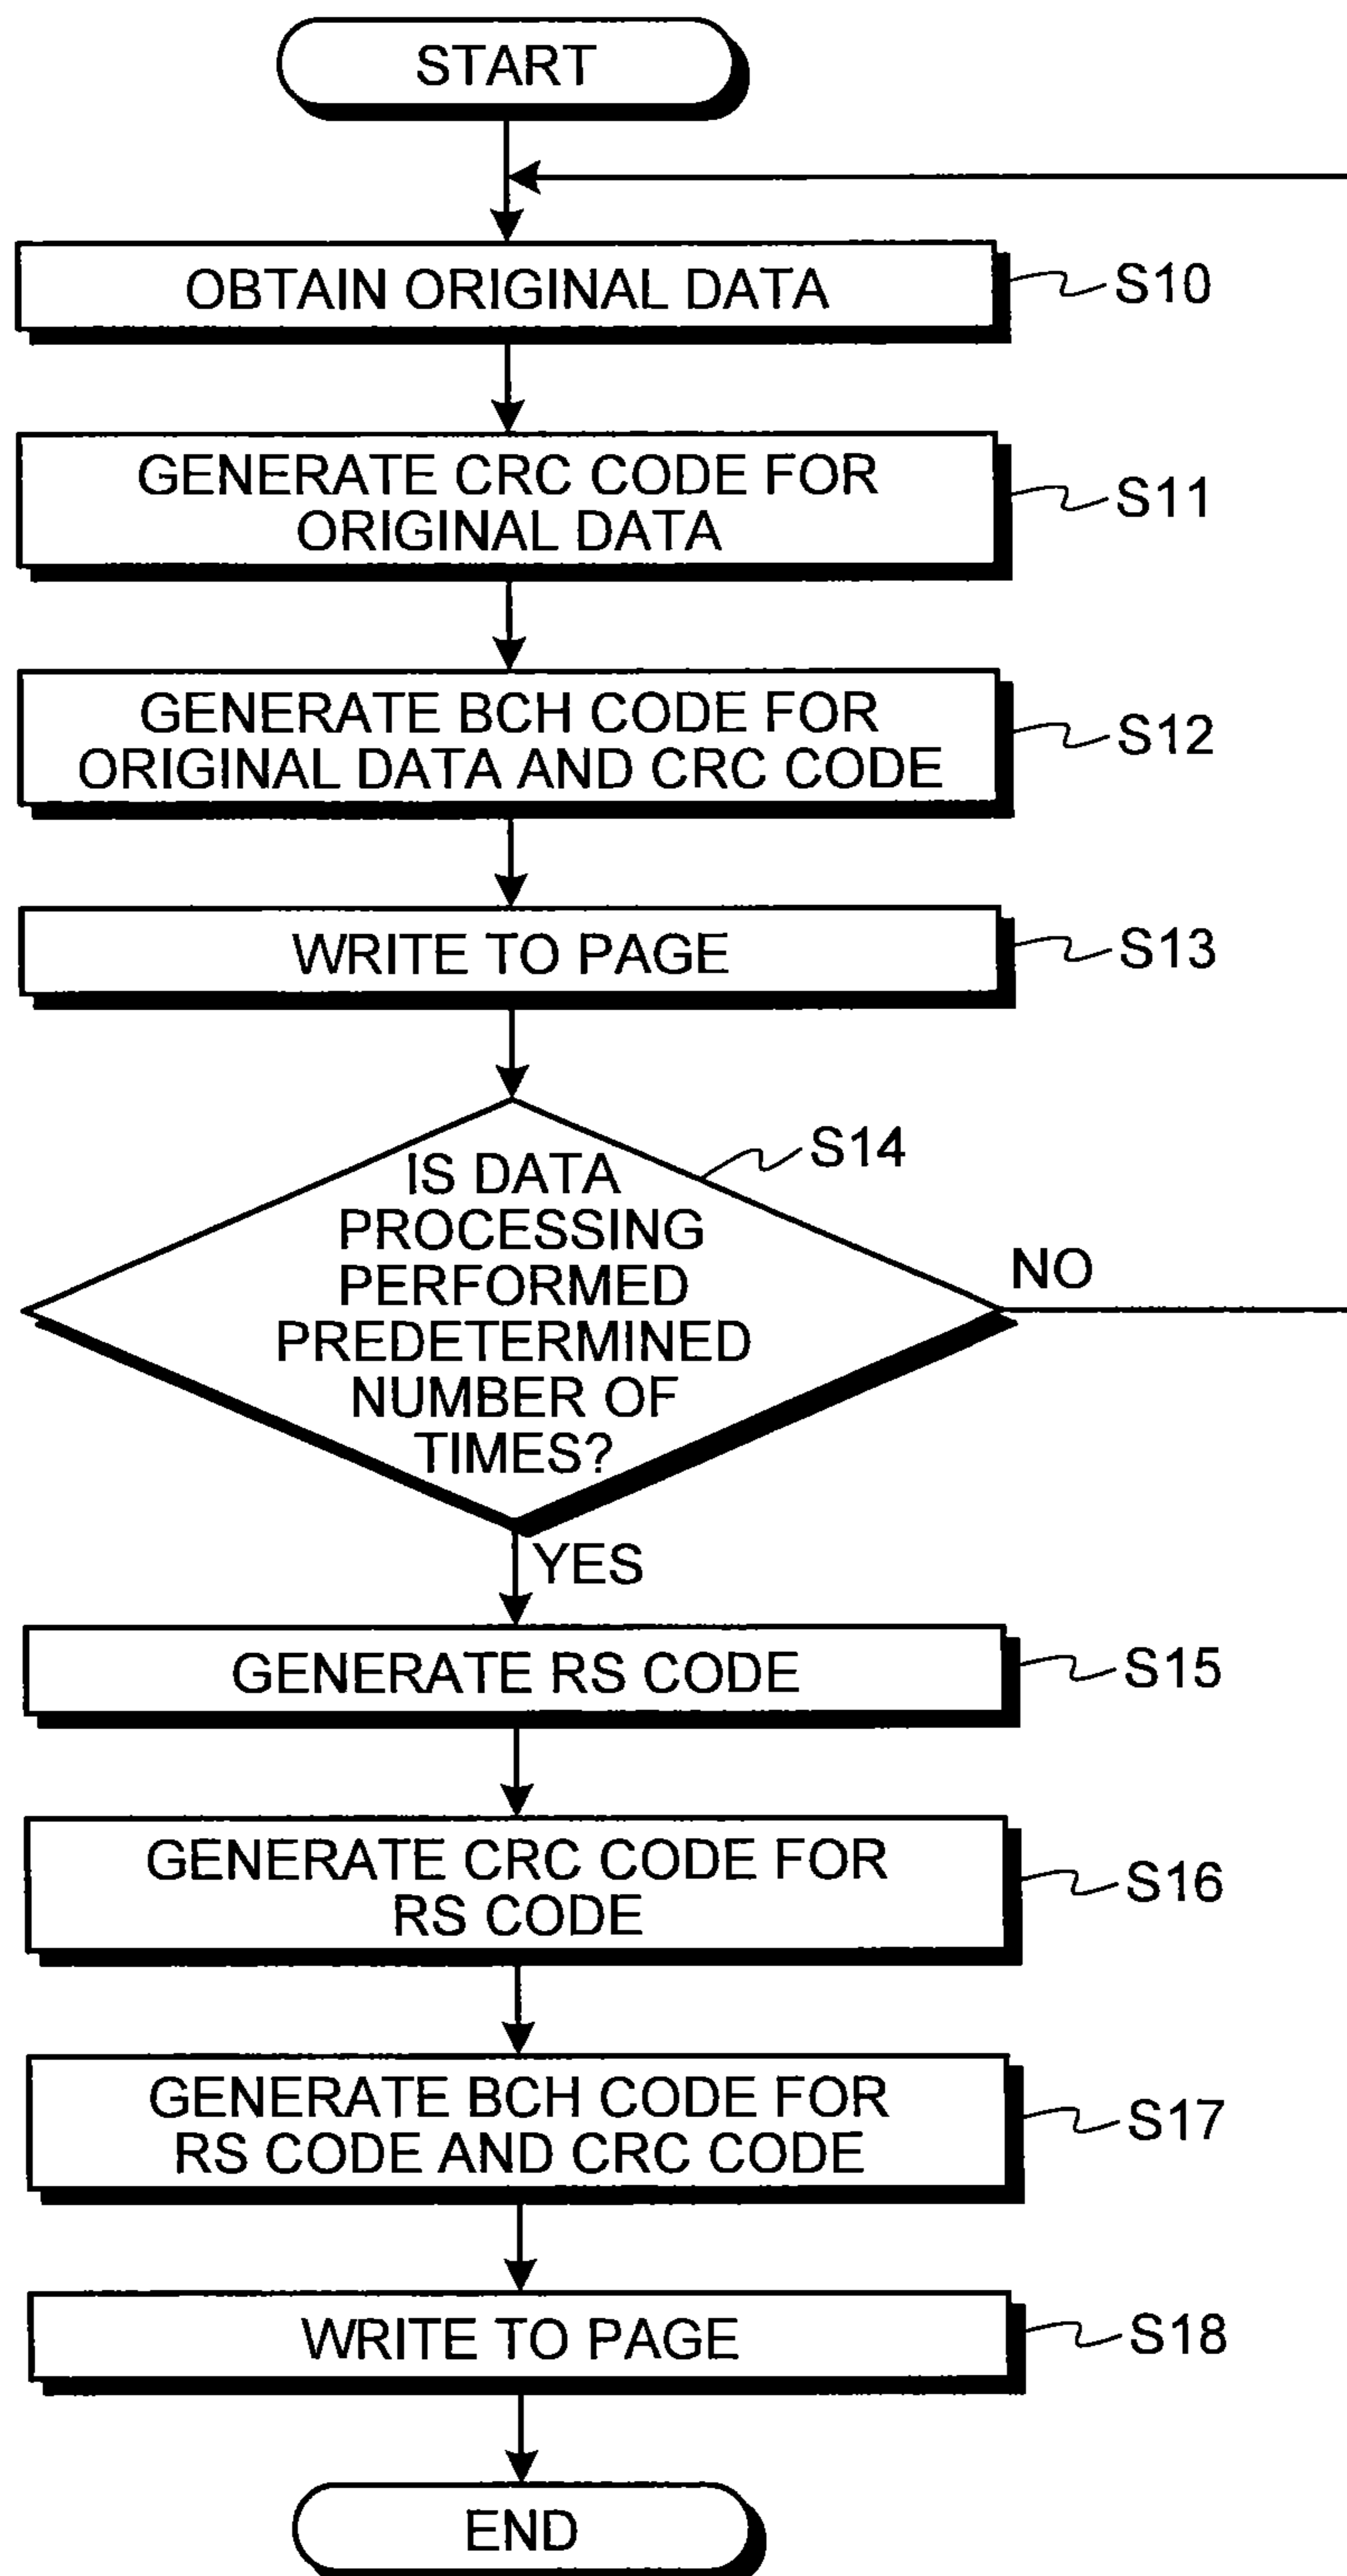 START
OBTAIN ORIGINAL DATA
S10
GENERATE CRC CODE FOR
ORIGINAL DATA
S11
GENERATE BCH CODE FOR
ORIGINAL DATA AND CRC CODE
S12
WRITE TO PAGE
S13
S14
IS DATA
PROCESSING
PERFORMED
PREDETERMINED
NUMBER OF
TIMES?
NO
YES
GENERATE RS CODE
S15
GENERATE CRC CODE FOR
RS CODE
S16
GENERATE BCH CODE FOR
RS CODE AND CRC CODE
S17
WRITE TO PAGE
S18
END